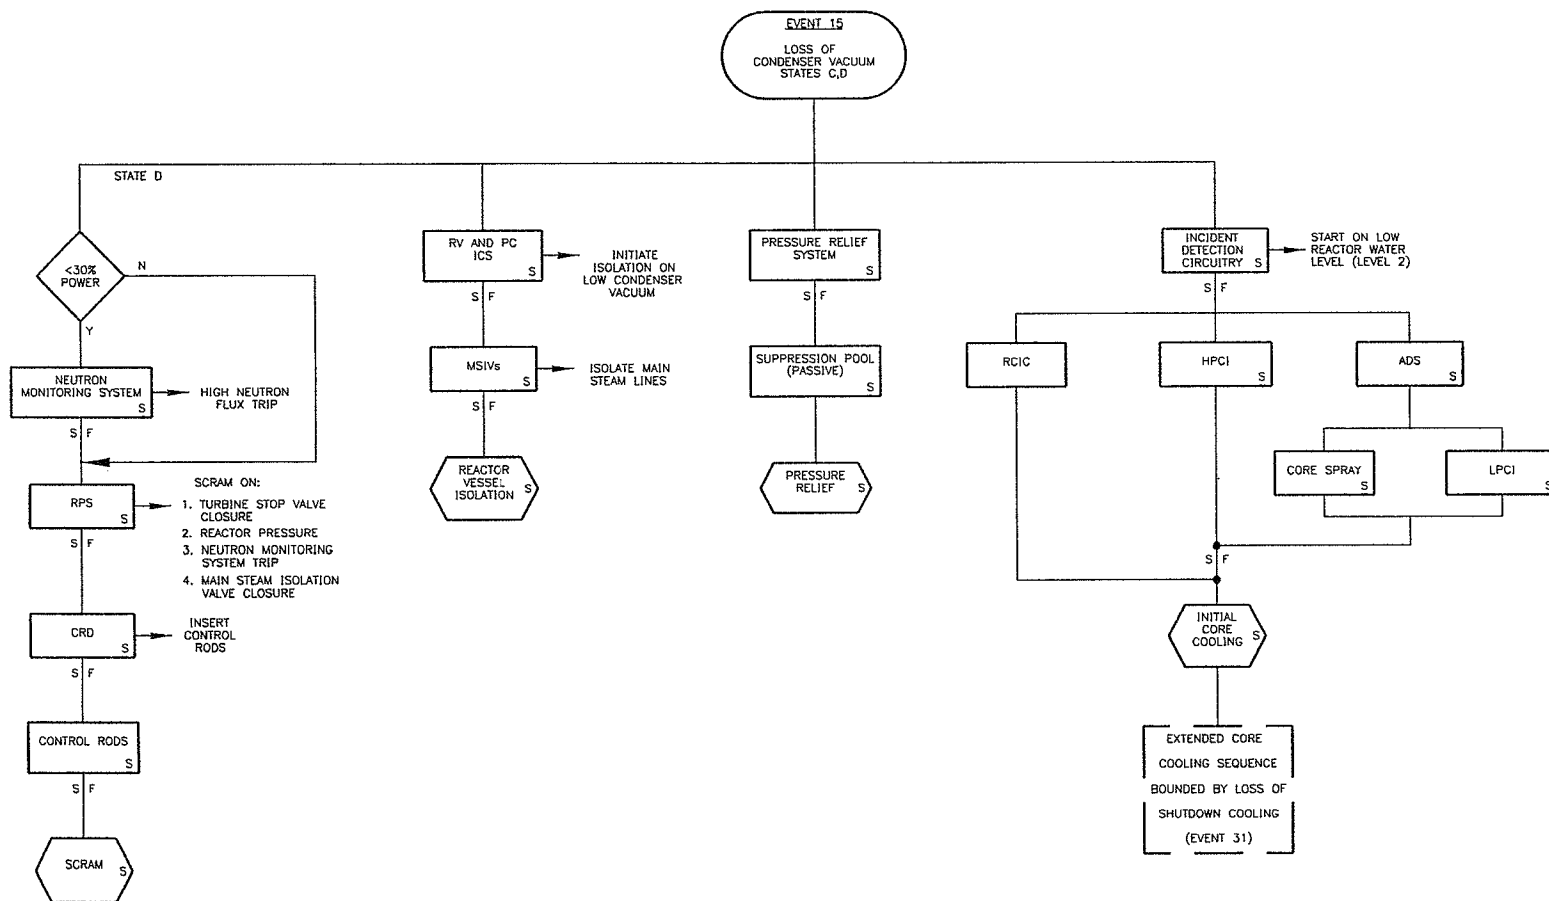 EVENT 15
LOSS OF
CONDENSER VACUUM
STATES C,D
STATE D
<30%
POWER
N
Y
NEUTRON
MONITORING SYSTEM
S
HIGH NEUTRON
FLUX TRIP
S F
RPS
S
SCRAM ON:
1. TURBINE STOP VALVE
CLOSURE
2. REACTOR PRESSURE
3. NEUTRON MONITORING
SYSTEM TRIP
4. MAIN STEAM ISOLATION
VALVE CLOSURE
S F
CRD
S
INSERT
CONTROL
RODS
S F
CONTROL RODS
S
S F
SCRAM
S
RV AND PC
ICS
S
INITIATE
ISOLATION ON
LOW CONDENSER
VACUUM
S F
MSIVs
S
ISOLATE MAIN
STEAM LINES
S F
REACTOR
VESSEL
ISOLATION
S
PRESSURE RELIEF
SYSTEM
S
S F
SUPPRESSION POOL
(PASSIVE)
S
PRESSURE
RELIEF
S
INCIDENT
DETECTION
CIRCUITRY
S
START ON LOW
REACTOR WATER
LEVEL (LEVEL 2)
S F
RCIC
HPCI
S
ADS
S
CORE SPRAY
S
LPCI
S
S F
INITIAL
CORE
COOLING
S
EXTENDED CORE
COOLING SEQUENCE
BOUNDED BY LOSS OF
SHUTDOWN COOLING
(EVENT 31)